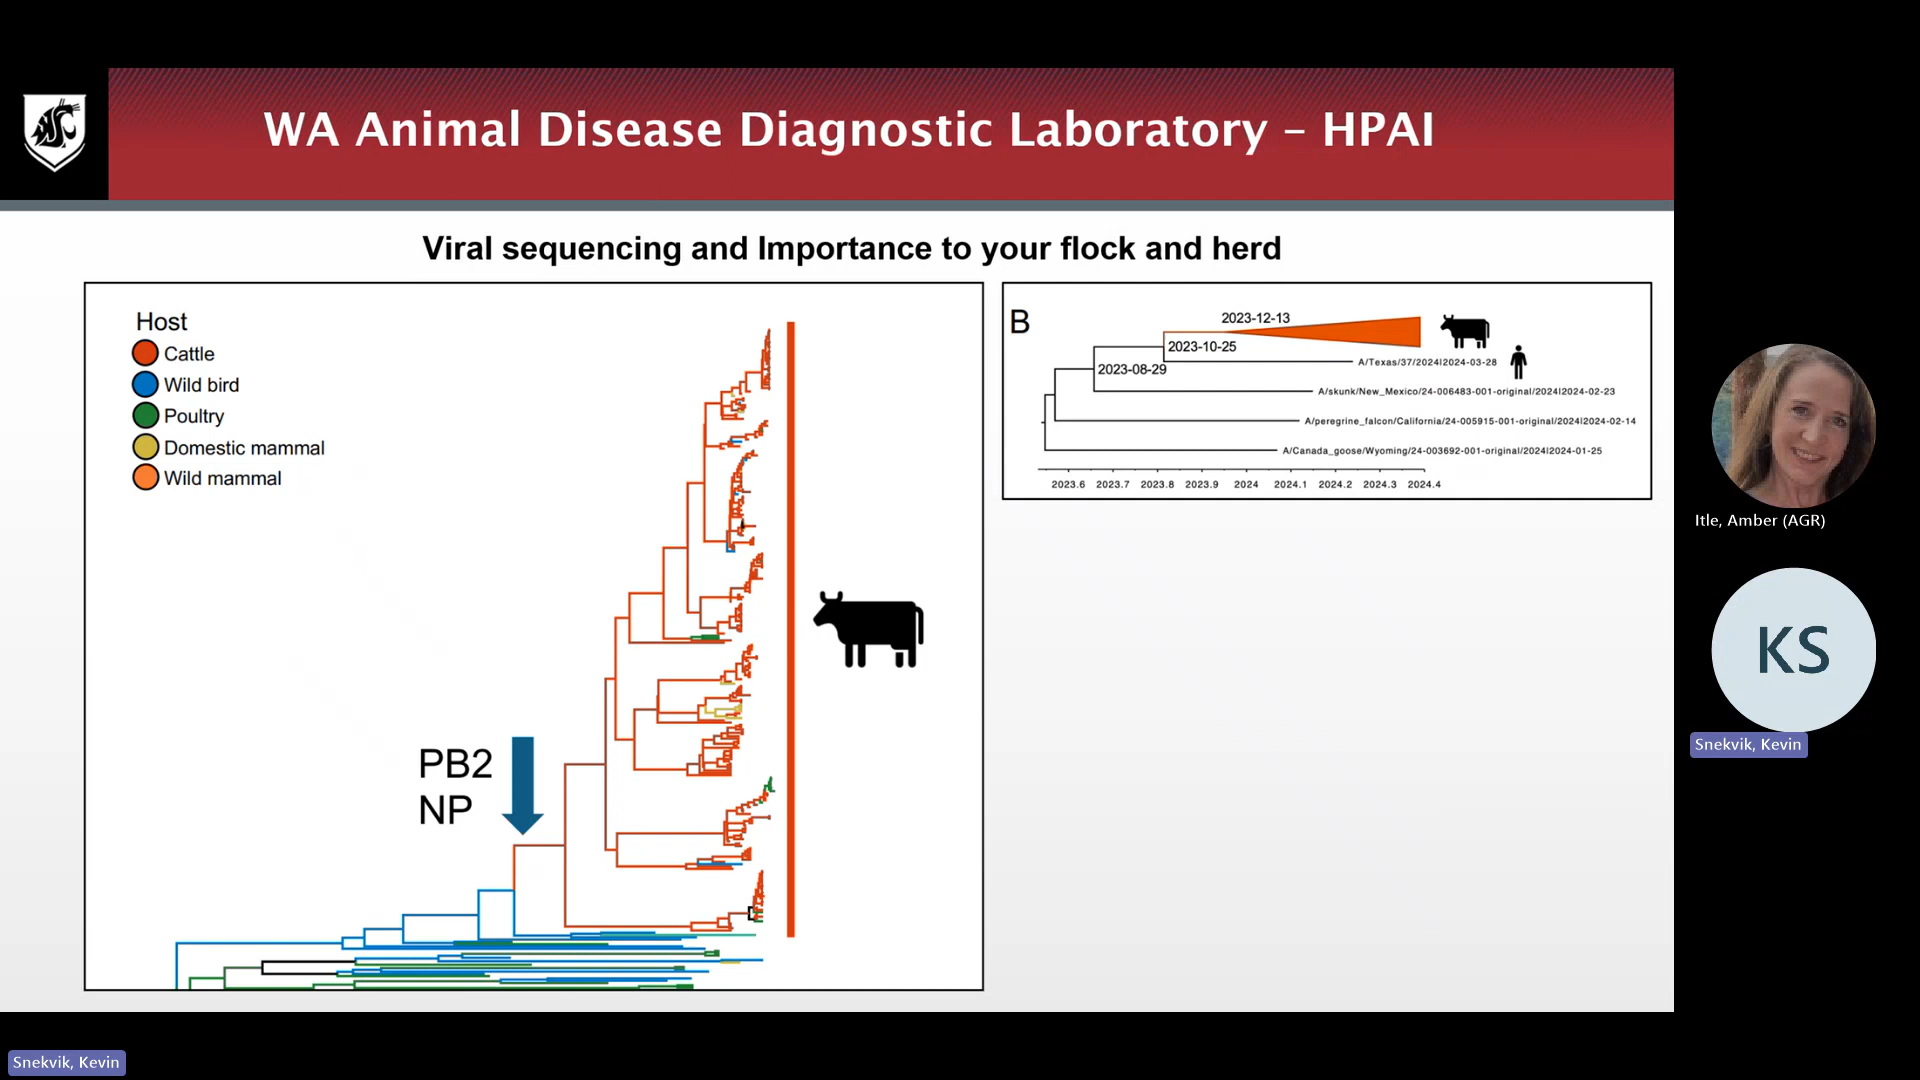 WA Animal Disease Diagnostic Laboratory – HPAI
Viral sequencing and Importance to your flock and herd
Host
Cattle
Wild bird
Poultry
Domestic mammal
Wild mammal
PB2
NP
B
2023-12-13
2023-10-25
2023-08-29
A/Texas/37/2024|2024-03-28
A/skunk/New_Mexico/24-006483-001-original/2024|2024-02-23
A/peregrine_falcon/California/24-005915-001-original/2024|2024-02-14
A/Canada_goose/Wyoming/24-003692-001-original/2024|2024-01-25
2023.6 2023.7 2023.8 2023.9 2024 2024.1 2024.2 2024.3 2024.4
Itle, Amber (AGR)
KS
Snekvik, Kevin
Snekvik, Kevin